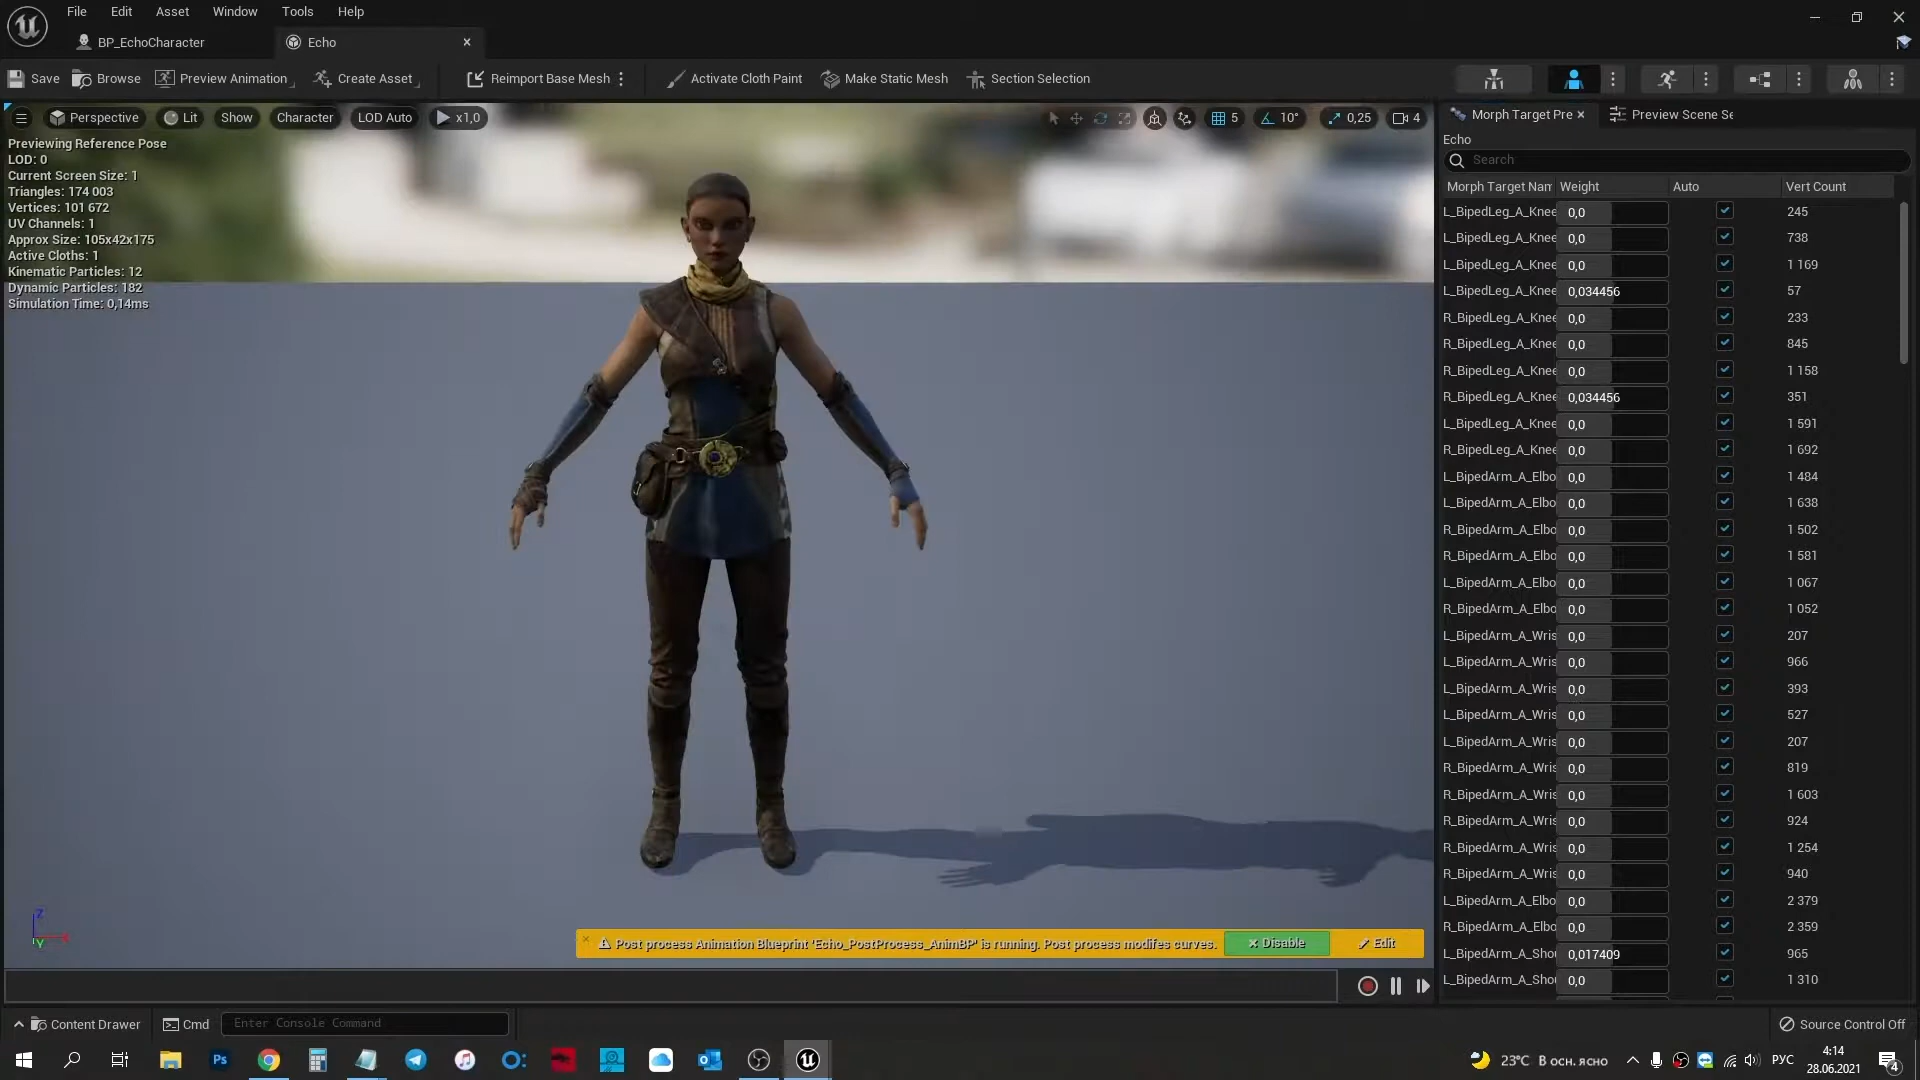 File Edit Asset Window Tools Help
BP_EchoCharacter Echo
Save Browse Preview Animation Create Asset Reimport Base Mesh Activate Cloth Paint Make Static Mesh Section Selection
Perspective Lit Show Character LOD Auto x1,0 5 10° 0,25 4
Previewing Reference Pose
LOD: 0
Current Screen Size: 1
Triangles: 174 003
Vertices: 101 672
UV Channels: 1
Approx Size: 105x42x175
Active Cloths: 1
Kinematic Particles: 12
Dynamic Particles: 182
Simulation Time: 0,14ms
Z
Y
Post process Animation Blueprint 'Echo_PostProcess_AnimBP' is running. Post process modifes curves. Disable Edit
Morph Target Pre Preview Scene Se
Echo
Search
Morph Target Nam Weight Auto Vert Count
L_BipedLeg_A_Knee 0,0 245
L_BipedLeg_A_Knee 0,0 738
L_BipedLeg_A_Knee 0,0 1 169
L_BipedLeg_A_Knee 0,034456 57
R_BipedLeg_A_Knee 0,0 233
R_BipedLeg_A_Knee 0,0 845
R_BipedLeg_A_Knee 0,0 1 158
R_BipedLeg_A_Knee 0,034456 351
L_BipedLeg_A_Knee 0,0 1 591
R_BipedLeg_A_Knee 0,0 1 692
L_BipedArm_A_Elbo 0,0 1 484
L_BipedArm_A_Elbo 0,0 1 638
R_BipedArm_A_Elbo 0,0 1 502
R_BipedArm_A_Elbo 0,0 1 581
L_BipedArm_A_Elbo 0,0 1 067
R_BipedArm_A_Elbo 0,0 1 052
L_BipedArm_A_Wris 0,0 207
L_BipedArm_A_Wris 0,0 966
L_BipedArm_A_Wris 0,0 393
L_BipedArm_A_Wris 0,0 527
L_BipedArm_A_Wris 0,0 207
R_BipedArm_A_Wris 0,0 819
R_BipedArm_A_Wris 0,0 1 603
R_BipedArm_A_Wris 0,0 924
R_BipedArm_A_Wris 0,0 1 254
R_BipedArm_A_Wris 0,0 940
L_BipedArm_A_Elbo 0,0 2 379
R_BipedArm_A_Elbo 0,0 2 359
L_BipedArm_A_Shou 0,017409 965
L_BipedArm_A_Shou 0,0 1 310
Content Drawer Cmd Enter Console Command Source Control Off
Ps 23°C В осн. ясно РУС 4:14
28.06.2021 4